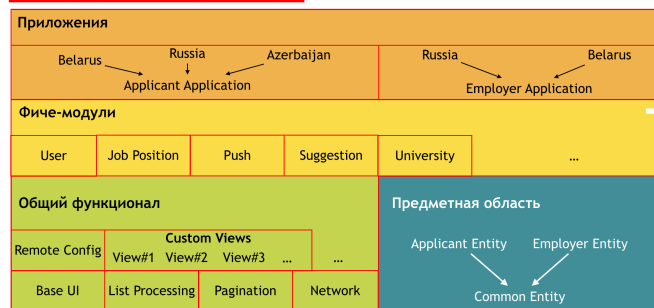 Приложения
Belarus Russia Azerbaijan
Applicant Application
Russia Belarus
Employer Application
Фиче-модули
User Job Position Push Suggestion University ...
Общий функционал
Remote Config
Custom Views
View#1 View#2 View#3 ...
...
Base UI List Processing Pagination Network
Предметная область
Applicant Entity Employer Entity
Common Entity